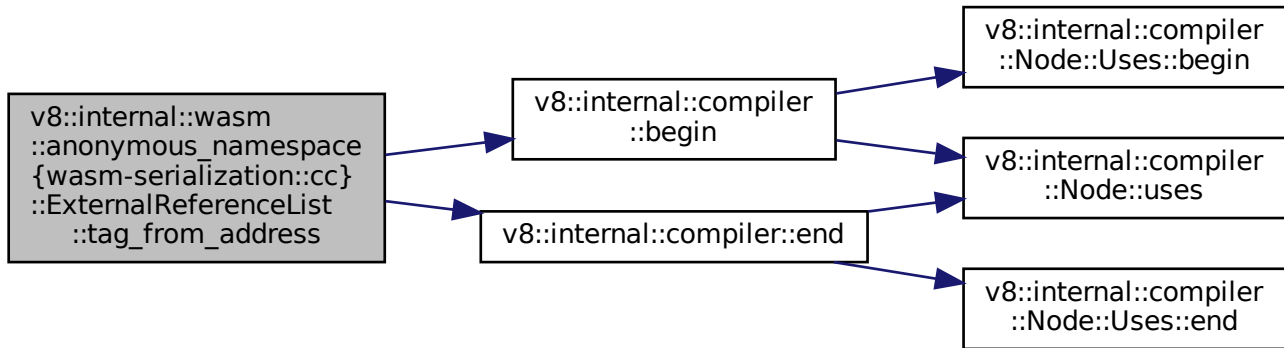 v8::internal::wasm
::anonymous_namespace
{wasm-serialization::cc}
::ExternalReferenceList
::tag_from_address
v8::internal::compiler
::begin
v8::internal::compiler::end
v8::internal::compiler
::Node::Uses::begin
v8::internal::compiler
::Node::uses
v8::internal::compiler
::Node::Uses::end